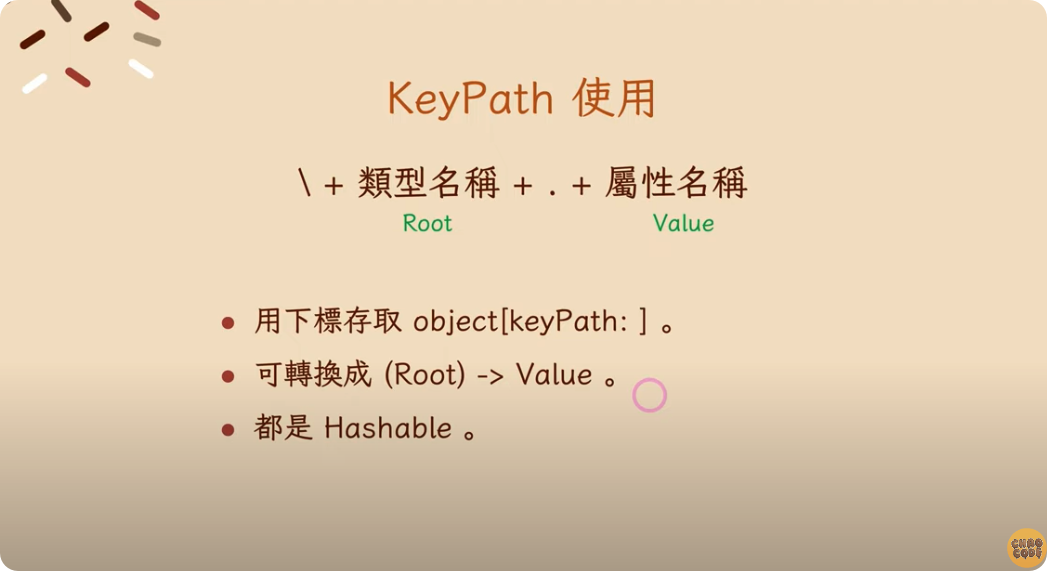 KeyPath 使用
\ + 類型名稱 + . + 屬性名稱
Root Value
用下標存取 object[keyPath: ] 。
可轉換成 (Root) -> Value 。
都是 Hashable 。
CHAO
CODE